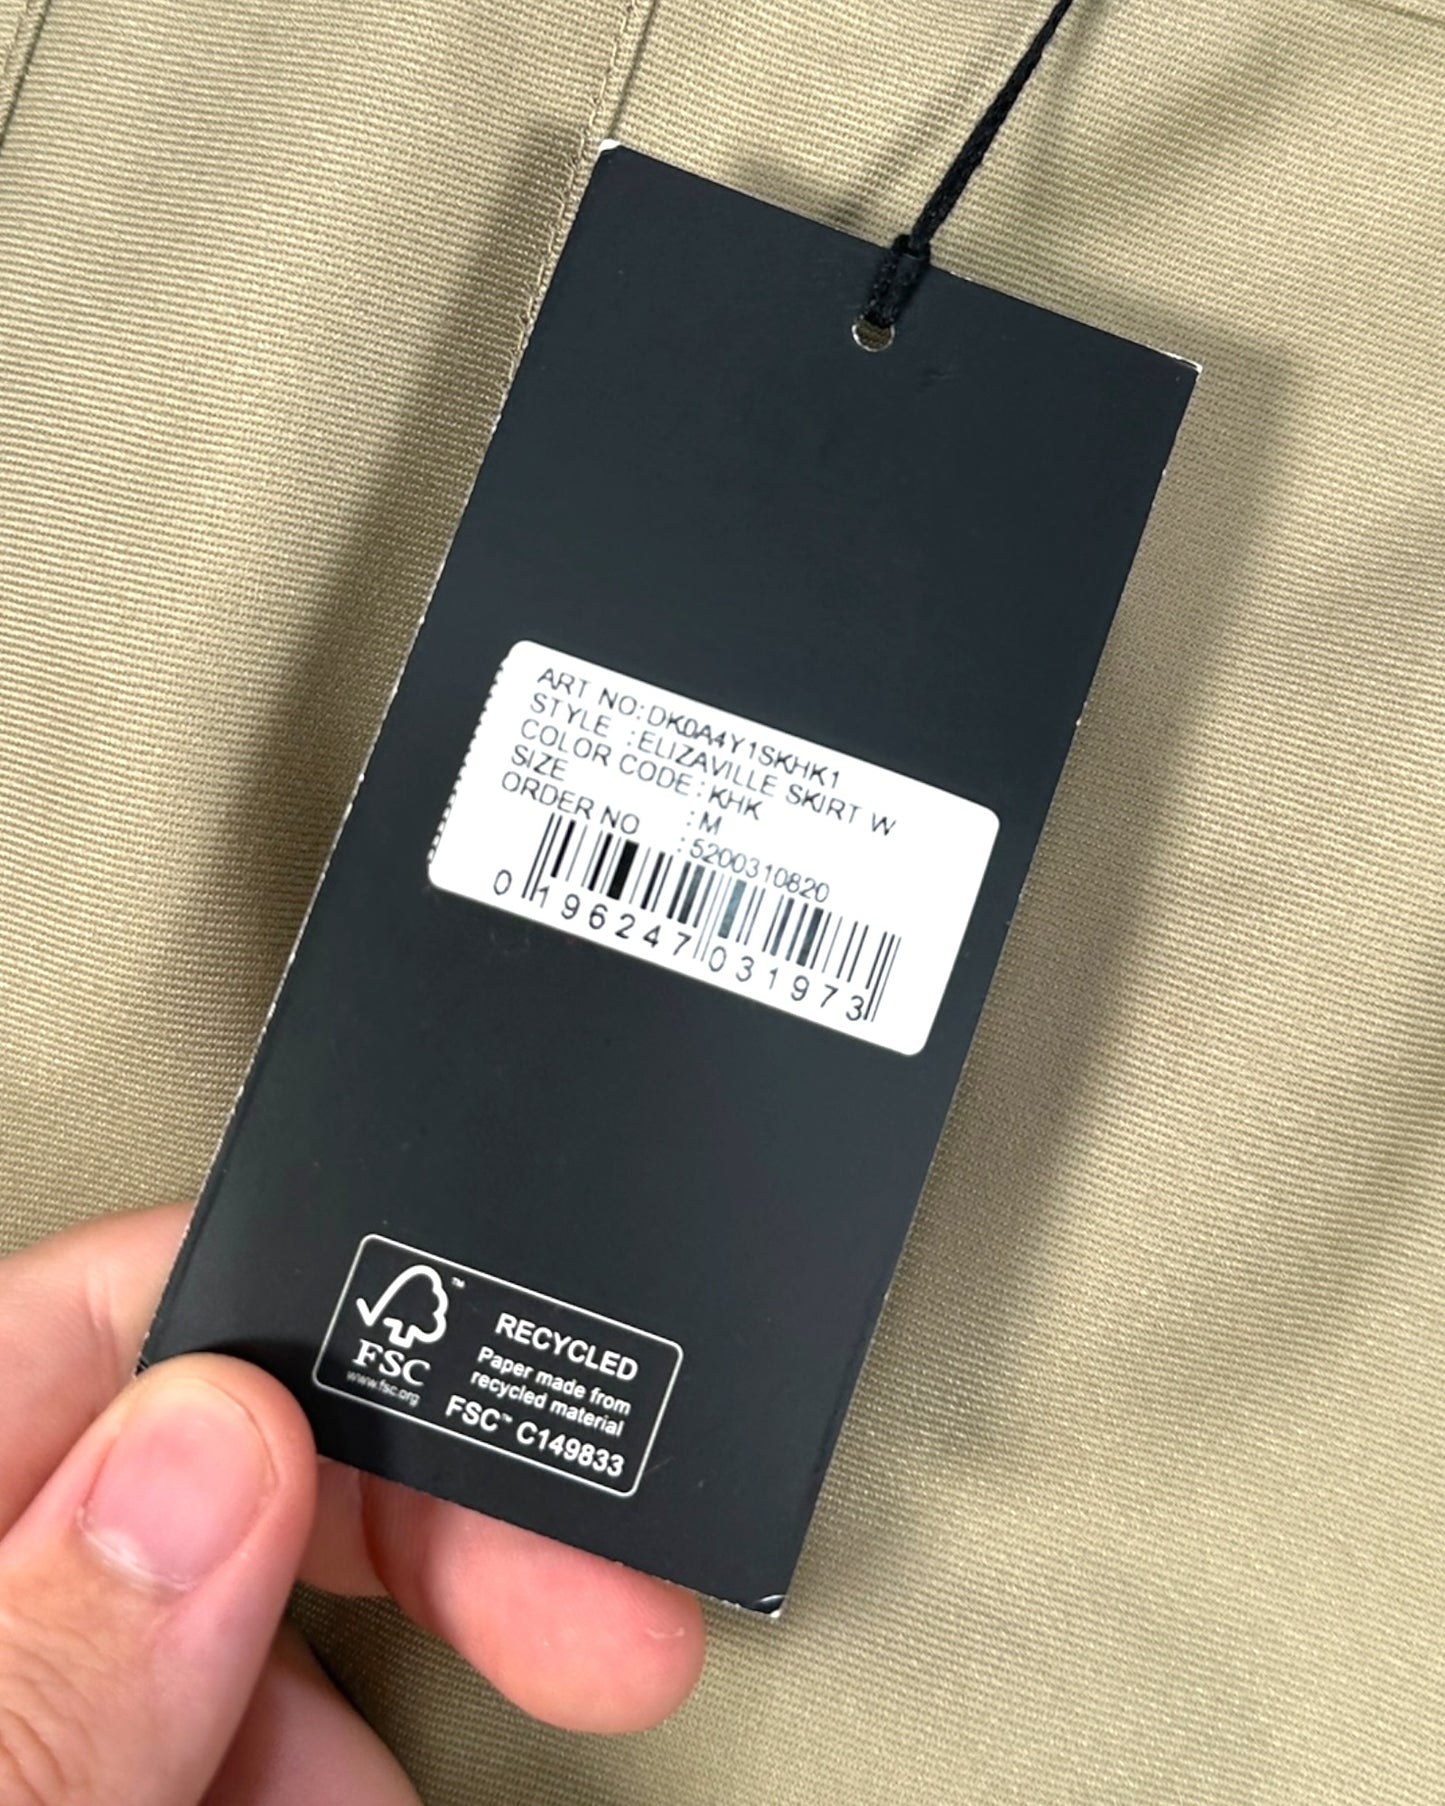 ART NO:DK0A4Y1SKHK1
STYLE :ELIZAVILLE SKIRT W
COLOR CODE:KHK
SIZE :M
ORDER NO :5200310820
0 196247 031973
™
FSC
www.fsc.org
RECYCLED
Paper made from
recycled material
FSC™ C149833